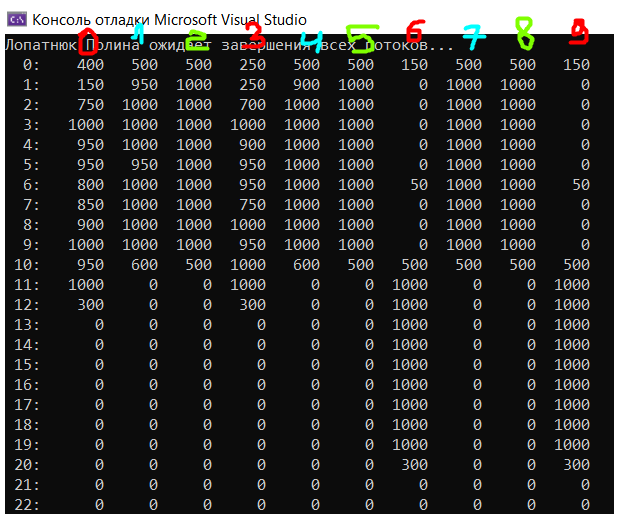 Консоль отладки Microsoft Visual Studio
0 1 2 3 4 5 6 7 8 9
Лопатнюк Полина ожидает завершения всех потоков...
0: 400 500 500 250 500 500 150 500 500 150
1: 150 950 1000 250 900 1000 0 1000 1000 0
2: 750 1000 1000 700 1000 1000 0 1000 1000 0
3: 1000 1000 1000 1000 1000 1000 0 1000 1000 0
4: 950 1000 1000 900 1000 1000 0 1000 1000 0
5: 950 950 1000 950 1000 1000 0 1000 1000 0
6: 800 1000 1000 950 1000 1000 50 1000 1000 50
7: 850 1000 1000 750 1000 1000 0 1000 1000 0
8: 900 1000 1000 1000 1000 1000 0 1000 1000 0
9: 1000 1000 1000 950 1000 1000 0 1000 1000 0
10: 950 600 500 1000 600 500 500 500 500 500
11: 1000 0 0 1000 0 0 1000 0 0 1000
12: 300 0 0 300 0 0 1000 0 0 1000
13: 0 0 0 0 0 0 1000 0 0 1000
14: 0 0 0 0 0 0 1000 0 0 1000
15: 0 0 0 0 0 0 1000 0 0 1000
16: 0 0 0 0 0 0 1000 0 0 1000
17: 0 0 0 0 0 0 1000 0 0 1000
18: 0 0 0 0 0 0 1000 0 0 1000
19: 0 0 0 0 0 0 1000 0 0 1000
20: 0 0 0 0 0 0 300 0 0 300
21: 0 0 0 0 0 0 0 0 0 0
22: 0 0 0 0 0 0 0 0 0 0